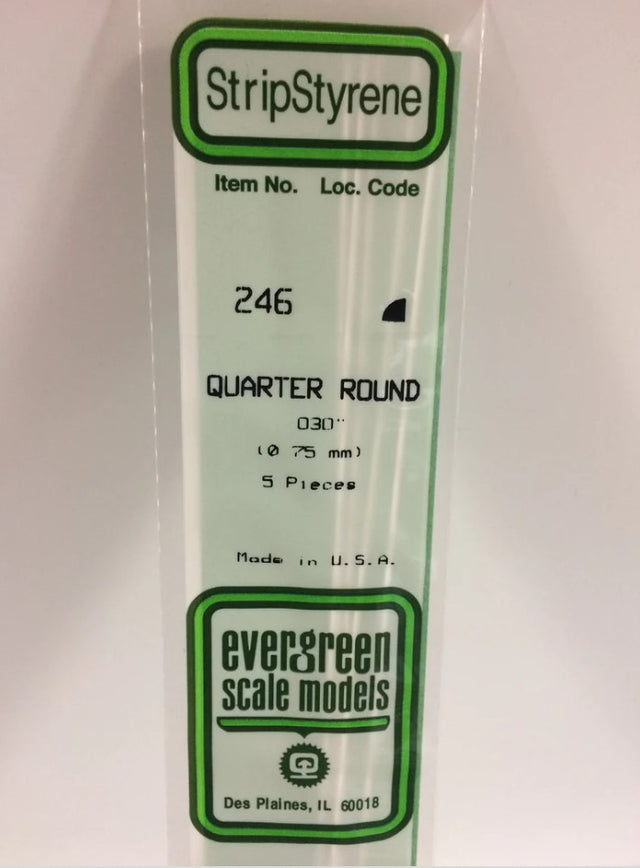 StripStyrene
Item No. Loc. Code
246
QUARTER ROUND
.030"
(0.75 mm)
5 Pieces
Made in U.S.A.
evergreen
scale models
Des Plaines, IL 60018